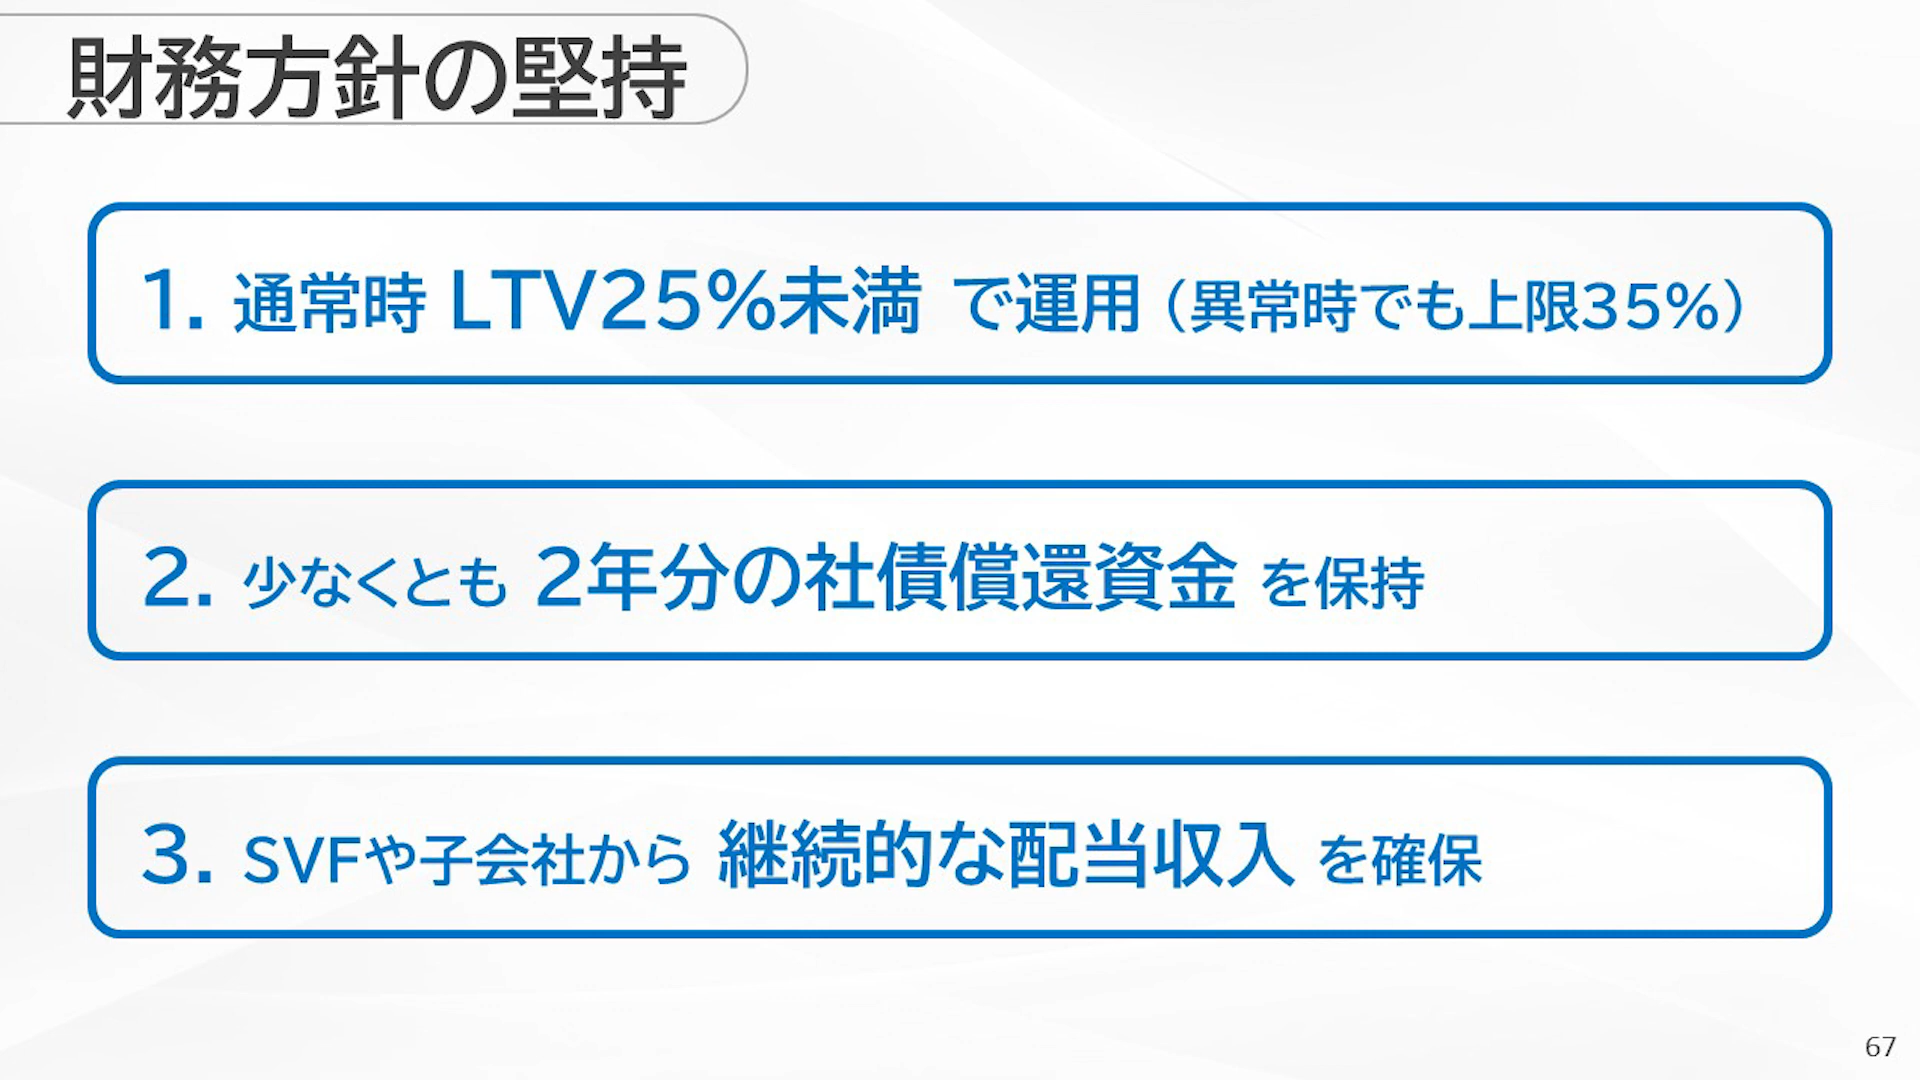 財務方針の堅持
1. 通常時 LTV25%未満 で運用（異常時でも上限35%）
2. 少なくとも 2年分の社債償還資金 を保持
3. SVFや子会社から 継続的な配当収入 を確保
67